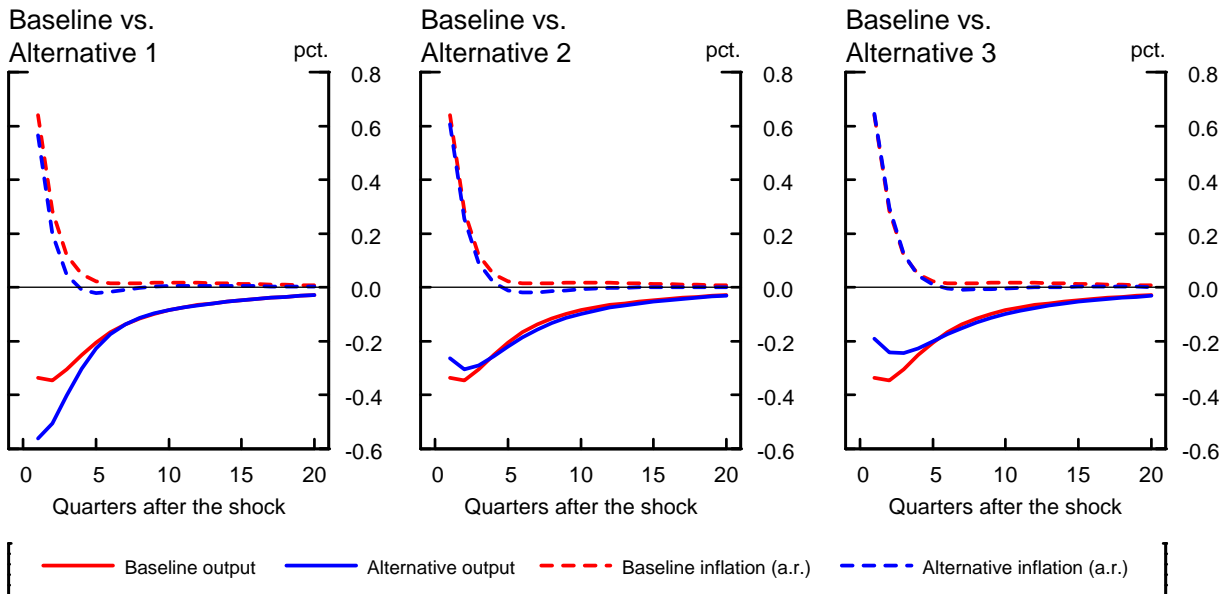 Baseline vs.
Alternative 1
pct.
0.8
0.6
0.4
0.2
0.0
-0.2
-0.4
-0.6
0 5 10 15 20
Quarters after the shock
Baseline vs.
Alternative 2
pct.
0.8
0.6
0.4
0.2
0.0
-0.2
-0.4
-0.6
0 5 10 15 20
Quarters after the shock
Baseline vs.
Alternative 3
pct.
0.8
0.6
0.4
0.2
0.0
-0.2
-0.4
-0.6
0 5 10 15 20
Quarters after the shock
Baseline output Alternative output Baseline inflation (a.r.) Alternative inflation (a.r.)